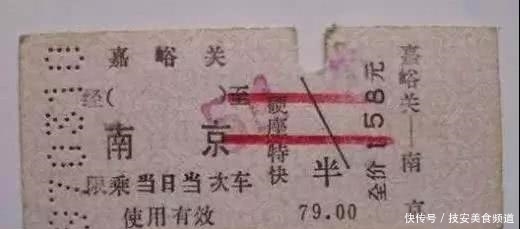 嘉峪关
经( )至
南京
限乘当日当次车
使用有效
硬座特快
半
79.00
全价158元
嘉峪关—南京
快传号 / 技安美食频道